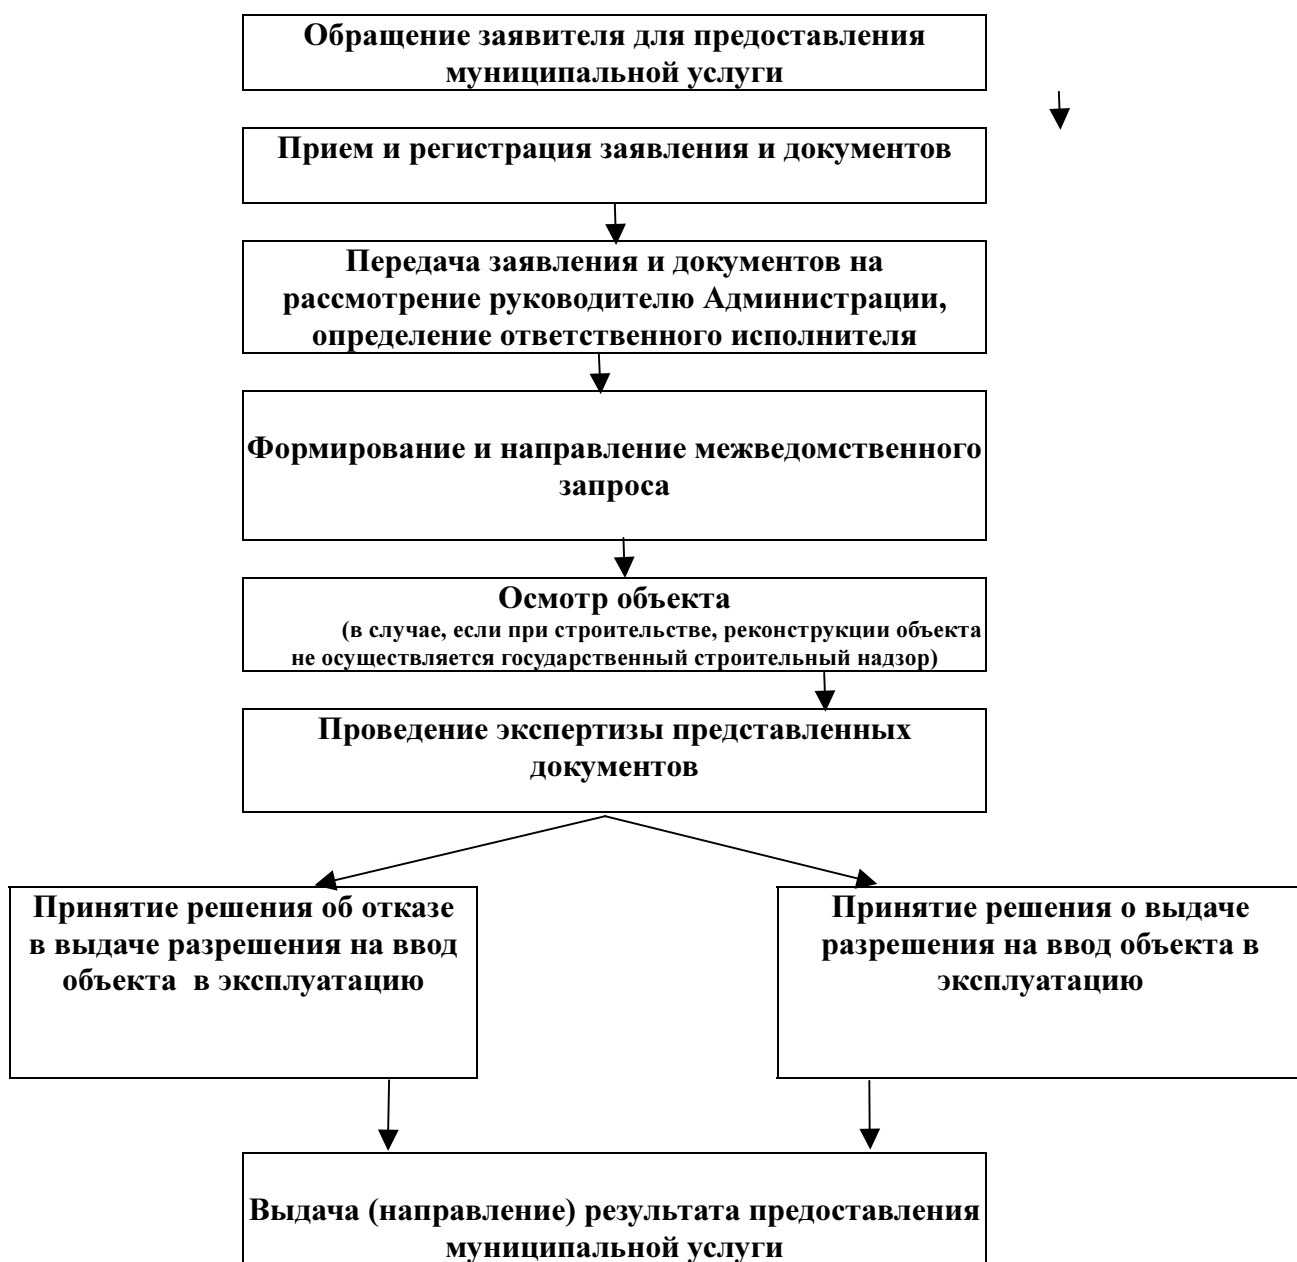 Обращение заявителя для предоставления
муниципальной услуги
Прием и регистрация заявления и документов
Передача заявления и документов на
рассмотрение руководителю Администрации,
определение ответственного исполнителя
Формирование и направление межведомственного
запроса
Осмотр объекта
(в случае, если при строительстве, реконструкции объекта
не осуществляется государственный строительный надзор)
Проведение экспертизы представленных
документов
Принятие решения об отказе
в выдаче разрешения на ввод
объекта в эксплуатацию
Принятие решения о выдаче
разрешения на ввод объекта в
эксплуатацию
Выдача (направление) результата предоставления
муниципальной услуги